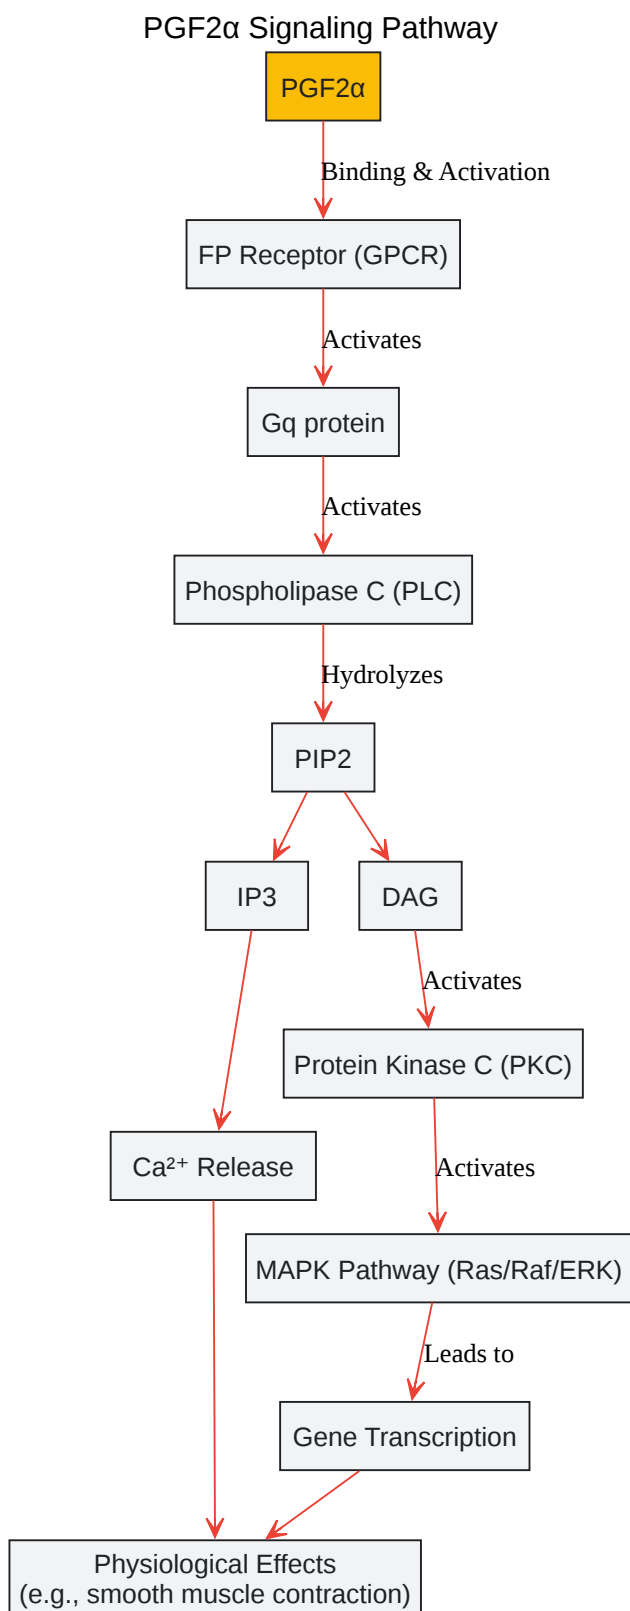 PGF2α Signaling Pathway
PGF2α
Binding & Activation
FP Receptor (GPCR)
Activates
Gq protein
Activates
Phospholipase C (PLC)
Hydrolyzes
PIP2
IP3
DAG
Activates
Protein Kinase C (PKC)
Ca²⁺ Release
Activates
MAPK Pathway (Ras/Raf/ERK)
Leads to
Gene Transcription
Physiological Effects
(e.g., smooth muscle contraction)